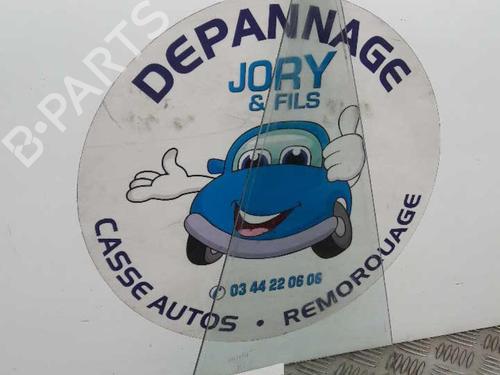 B-PARTS
DEPANNAGE
JORY
& FILS
03 44 22 06 06
CASSE AUTOS • REMORQUAGE